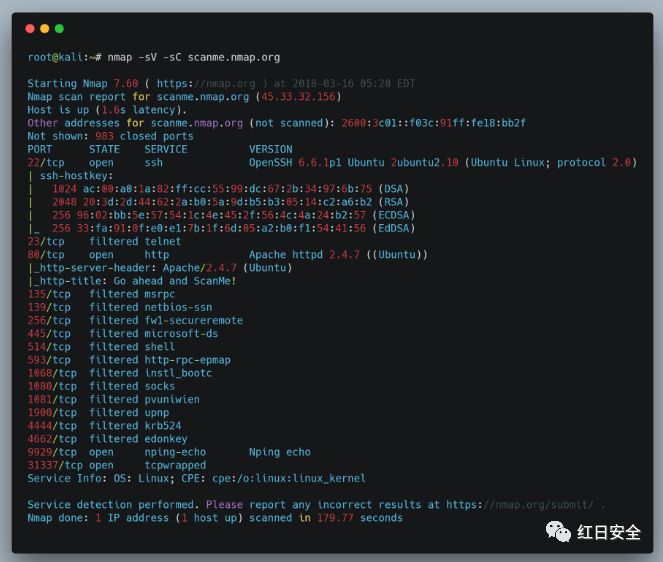 root@kali:~# nmap -sV -sC scanme.nmap.org
Starting Nmap 7.60 ( https://nmap.org ) at 2018-03-16 05:20 EDT
Nmap scan report for scanme.nmap.org (45.33.32.156)
Host is up (1.6s latency).
Other addresses for scanme.nmap.org (not scanned): 2600:3c01::f03c:91ff:fe18:bb2f
Not shown: 983 closed ports
PORT STATE SERVICE VERSION
22/tcp open ssh OpenSSH 6.6.1p1 Ubuntu 2ubuntu2.10 (Ubuntu Linux; protocol 2.0)
| ssh-hostkey:
| 1024 ac:00:a0:1a:82:ff:cc:55:99:dc:67:2b:34:97:6b:75 (DSA)
| 2048 20:3d:2d:44:62:2a:b0:5a:9d:b5:b3:05:14:c2:a6:b2 (RSA)
| 256 96:02:bb:5e:57:54:1c:4e:45:2f:56:4c:4a:24:b2:57 (ECDSA)
|_ 256 33:fa:91:0f:e0:e1:7b:1f:6d:05:a2:b0:f1:54:41:56 (EdDSA)
23/tcp filtered telnet
80/tcp open http Apache httpd 2.4.7 ((Ubuntu))
|_http-server-header: Apache/2.4.7 (Ubuntu)
|_http-title: Go ahead and ScanMe!
135/tcp filtered msrpc
139/tcp filtered netbios-ssn
256/tcp filtered fw1-secureremote
445/tcp filtered microsoft-ds
514/tcp filtered shell
593/tcp filtered http-rpc-epmap
1068/tcp filtered instl_bootc
1080/tcp filtered socks
1081/tcp filtered pvuniwien
1900/tcp filtered upnp
4444/tcp filtered krb524
4662/tcp filtered edonkey
9929/tcp open nping-echo Nping echo
31337/tcp open tcpwrapped
Service Info: OS: Linux; CPE: cpe:/o:linux:linux_kernel
Service detection performed. Please report any incorrect results at https://nmap.org/submit/ .
Nmap done: 1 IP address (1 host up) scanned in 179.77 seconds
红日安全